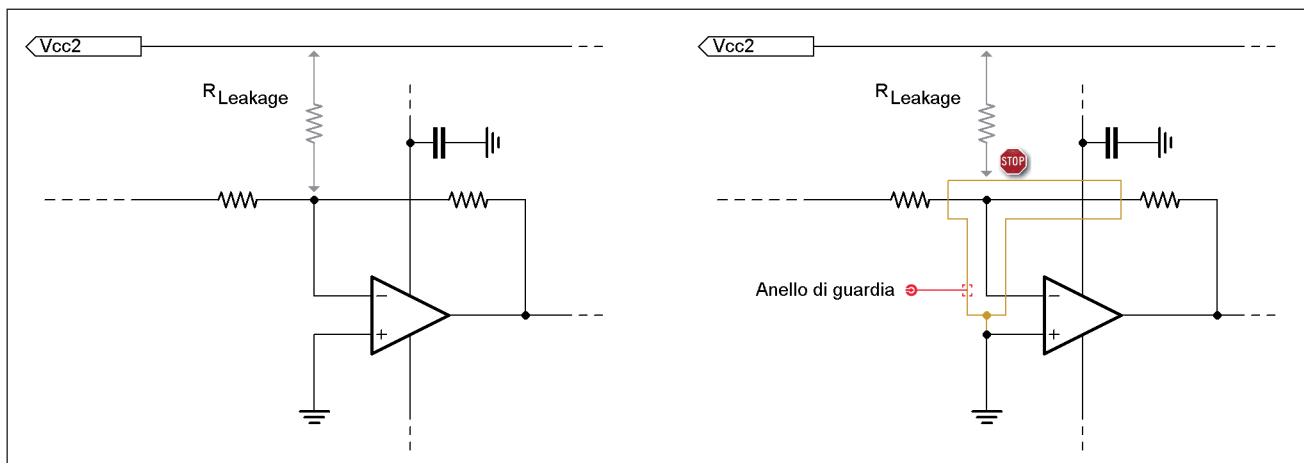 Vcc2
RLeakage
−
+
Vcc2
RLeakage
STOP
Anello di guardia
−
+